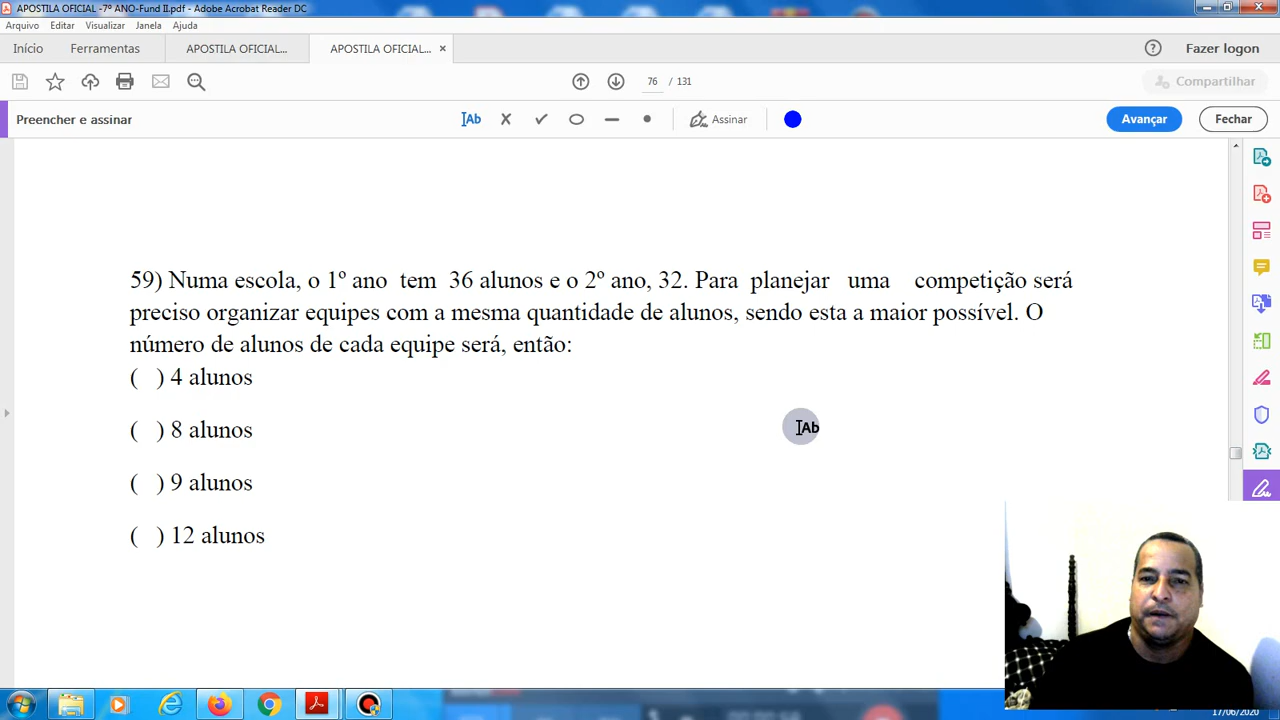 APOSTILA OFICIAL -7º ANO-Fund II.pdf - Adobe Acrobat Reader DC
Arquivo Editar Visualizar Janela Ajuda
Início Ferramentas APOSTILA OFICIAL... APOSTILA OFICIAL... × Fazer logon
76 / 131 Compartilhar
Preencher e assinar Ab Assinar Avançar Fechar
59) Numa escola, o 1º ano tem 36 alunos e o 2º ano, 32. Para planejar uma competição será
preciso organizar equipes com a mesma quantidade de alunos, sendo esta a maior possível. O
número de alunos de cada equipe será, então:
( ) 4 alunos
( ) 8 alunos
Ab
( ) 9 alunos
( ) 12 alunos
17/06/2020